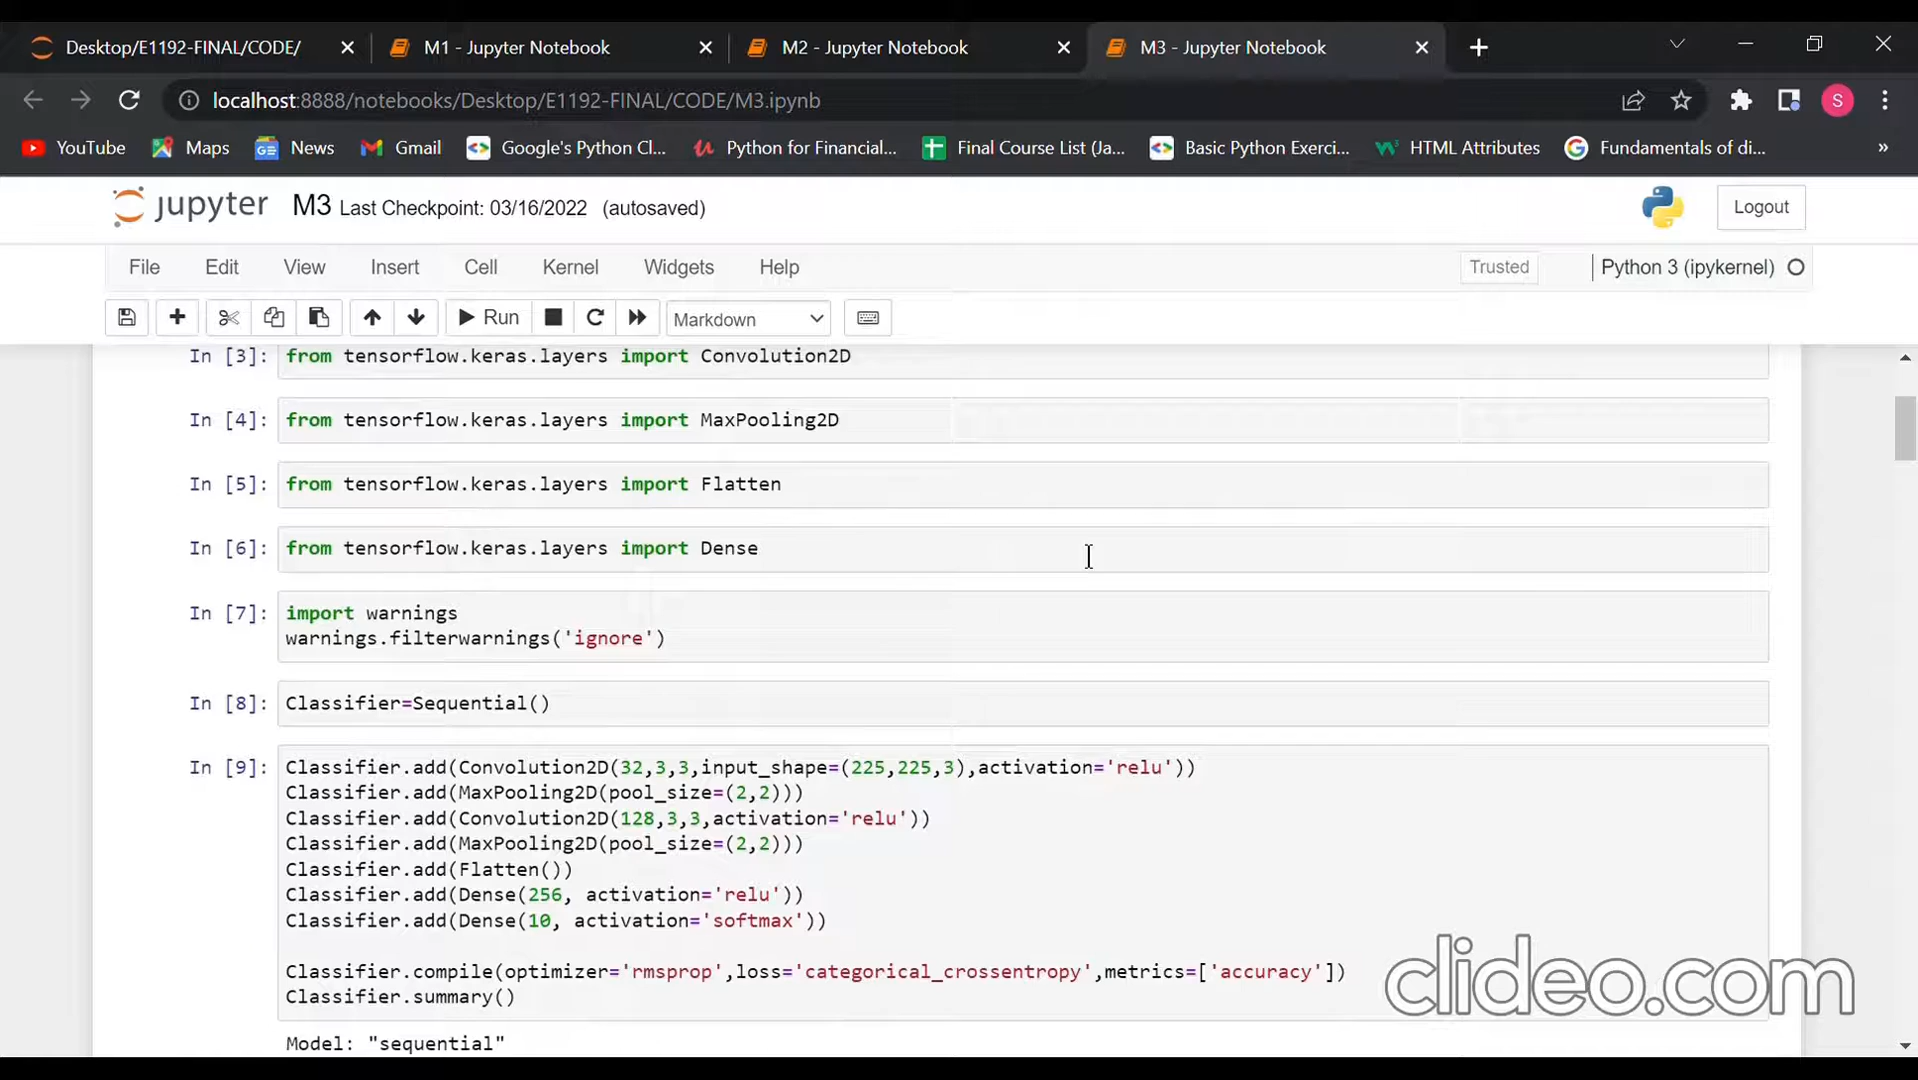 Desktop/E1192-FINAL/CODE/
M1 - Jupyter Notebook
M2 - Jupyter Notebook
M3 - Jupyter Notebook
localhost:8888/notebooks/Desktop/E1192-FINAL/CODE/M3.ipynb
S
YouTube
Maps
News
Gmail
Google's Python Cl...
Python for Financial...
Final Course List (Ja...
Basic Python Exerci...
HTML Attributes
Fundamentals of di...
»
jupyter M3 Last Checkpoint: 03/16/2022 (autosaved)
Logout
File Edit View Insert Cell Kernel Widgets Help
Trusted
Python 3 (ipykernel)
Run
Markdown
In [3]: from tensorflow.keras.layers import Convolution2D
In [4]: from tensorflow.keras.layers import MaxPooling2D
In [5]: from tensorflow.keras.layers import Flatten
In [6]: from tensorflow.keras.layers import Dense
In [7]: import warnings
warnings.filterwarnings('ignore')
In [8]: Classifier=Sequential()
In [9]: Classifier.add(Convolution2D(32,3,3,input_shape=(225,225,3),activation='relu'))
Classifier.add(MaxPooling2D(pool_size=(2,2)))
Classifier.add(Convolution2D(128,3,3,activation='relu'))
Classifier.add(MaxPooling2D(pool_size=(2,2)))
Classifier.add(Flatten())
Classifier.add(Dense(256, activation='relu'))
Classifier.add(Dense(10, activation='softmax'))
Classifier.compile(optimizer='rmsprop',loss='categorical_crossentropy',metrics=['accuracy'])
Classifier.summary()
Model: "sequential"
clideo.com